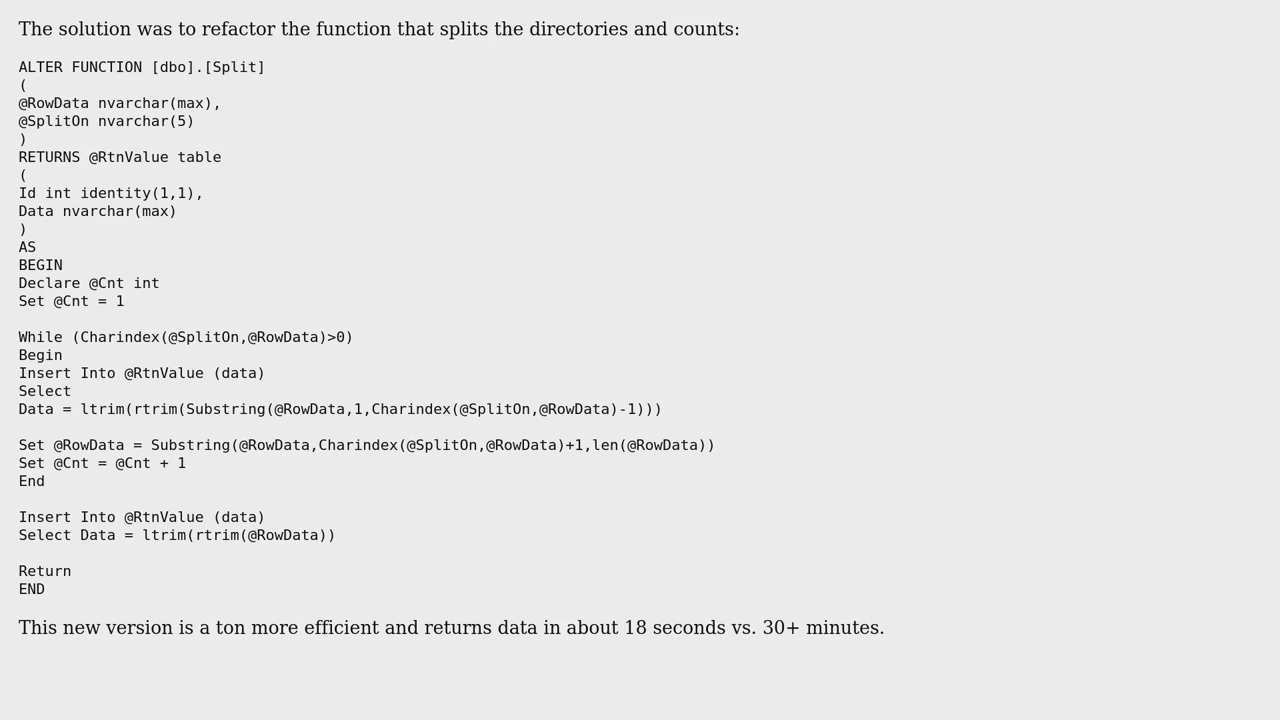 The solution was to refactor the function that splits the directories and counts:
ALTER FUNCTION [dbo].[Split]
(
@RowData nvarchar(max),
@SplitOn nvarchar(5)
)
RETURNS @RtnValue table
(
Id int identity(1,1),
Data nvarchar(max)
)
AS
BEGIN
Declare @Cnt int
Set @Cnt = 1
While (Charindex(@SplitOn,@RowData)>0)
Begin
Insert Into @RtnValue (data)
Select
Data = ltrim(rtrim(Substring(@RowData,1,Charindex(@SplitOn,@RowData)-1)))
Set @RowData = Substring(@RowData,Charindex(@SplitOn,@RowData)+1,len(@RowData))
Set @Cnt = @Cnt + 1
End
Insert Into @RtnValue (data)
Select Data = ltrim(rtrim(@RowData))
Return
END
This new version is a ton more efficient and returns data in about 18 seconds vs. 30+ minutes.